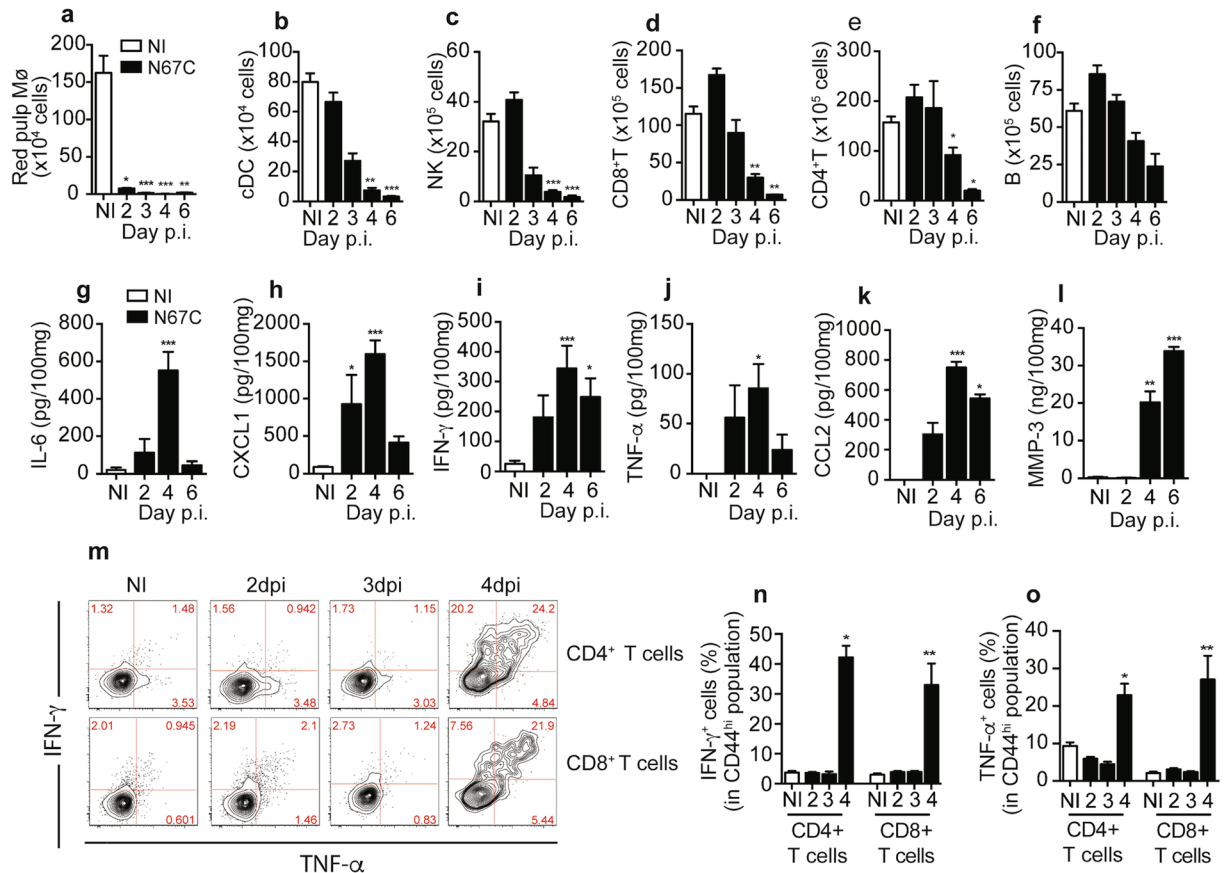 a
Red pulp Mø
(x10⁴ cells)
200
150
100
50
0
NI
N67C
*
***
***
**
NI 2 3 4 6
Day p.i.
b
cDC (x10⁴ cells)
100
80
60
40
20
0
**
***
NI 2 3 4 6
Day p.i.
c
NK (x10⁵ cells)
60
40
20
0
***
***
NI 2 3 4 6
Day p.i.
d
CD8⁺T (x10⁵ cells)
200
150
100
50
0
**
**
NI 2 3 4 6
Day p.i.
e
CD4⁺T (x10⁵ cells)
300
200
100
0
*
*
NI 2 3 4 6
Day p.i.
f
B (x10⁵ cells)
100
80
60
40
20
0
NI 2 3 4 6
Day p.i.
g
IL-6 (pg/100mg)
800
600
400
200
0
NI
N67C
***
NI 2 4 6
Day p.i.
h
CXCL1 (pg/100mg)
2000
1500
1000
500
0
*
***
NI 2 4 6
Day p.i.
i
IFN-γ (pg/100mg)
500
400
300
200
100
0
***
*
NI 2 4 6
Day p.i.
j
TNF-α (pg/100mg)
150
100
50
0
*
NI 2 4 6
Day p.i.
k
CCL2 (pg/100mg)
1000
800
600
400
200
0
***
*
NI 2 4 6
Day p.i.
l
MMP-3 (ng/100mg)
40
30
20
10
0
**
***
NI 2 4 6
Day p.i.
m
NI 2dpi 3dpi 4dpi
1.32 1.48 1.56 0.942 1.73 1.15 20.2 24.2
CD4⁺ T cells
3.53 3.48 3.03 4.84
2.01 0.945 2.19 2.1 2.73 1.24 7.56 21.9
CD8⁺ T cells
0.601 1.46 0.83 5.44
IFN-γ
TNF-α
n
IFN-γ⁺ cells (%)
(in CD44ʰⁱ population)
50
40
30
20
10
0
*
**
NI 2 3 4 NI 2 3 4
CD4+ CD8+
T cells T cells
o
TNF-α⁺ cells (%)
(in CD44ʰⁱ population)
40
30
20
10
0
*
**
NI 2 3 4 NI 2 3 4
CD4+ CD8+
T cells T cells